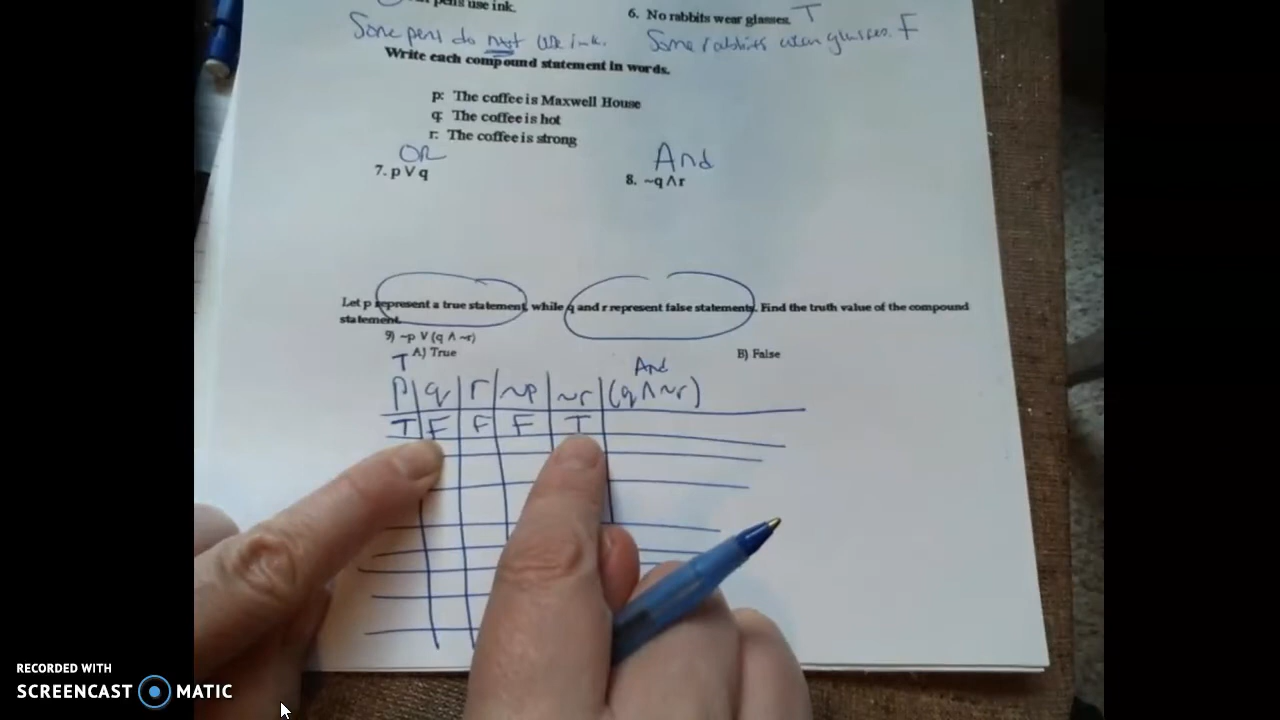 pens use ink.
6. No rabbits wear glasses. T
Some pens do not use ink. Some rabbits wear glasses. F
Write each compound statement in words.
p: The coffee is Maxwell House
q: The coffee is hot
r: The coffee is strong
OR And
7. p V q 8. ~q Λ r
Let p represent a true statement, while q and r represent false statements. Find the truth value of the compound
statement.
9) ~p V (q Λ ~r)
T A) True B) False
And
p q r ~p ~r (q Λ ~r)
T F F F T
RECORDED WITH
SCREENCAST MATIC